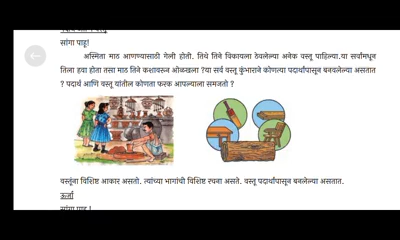 सांगा पाहू!
अस्मिता माठ आणण्यासाठी गेली होती. तिथे तिने विकायला ठेवलेल्या अनेक वस्तू पाहिल्या.या सर्वांमधून
तिला हवा होता तसा माठ तिने कशावरुन ओळखला ?या सर्व वस्तू कुंभाराने कोणत्या पदार्थांपासून बनवलेल्या असतात
? पदार्थ आणि वस्तू यांतील कोणता फरक आपल्याला समजतो ?
वस्तूंना विशिष्ट आकार असतो. त्यांच्या भागांची विशिष्ट रचना असते. वस्तू पदार्थांपासून बनलेल्या असतात.
ऊर्जा
सांगा पाहू !